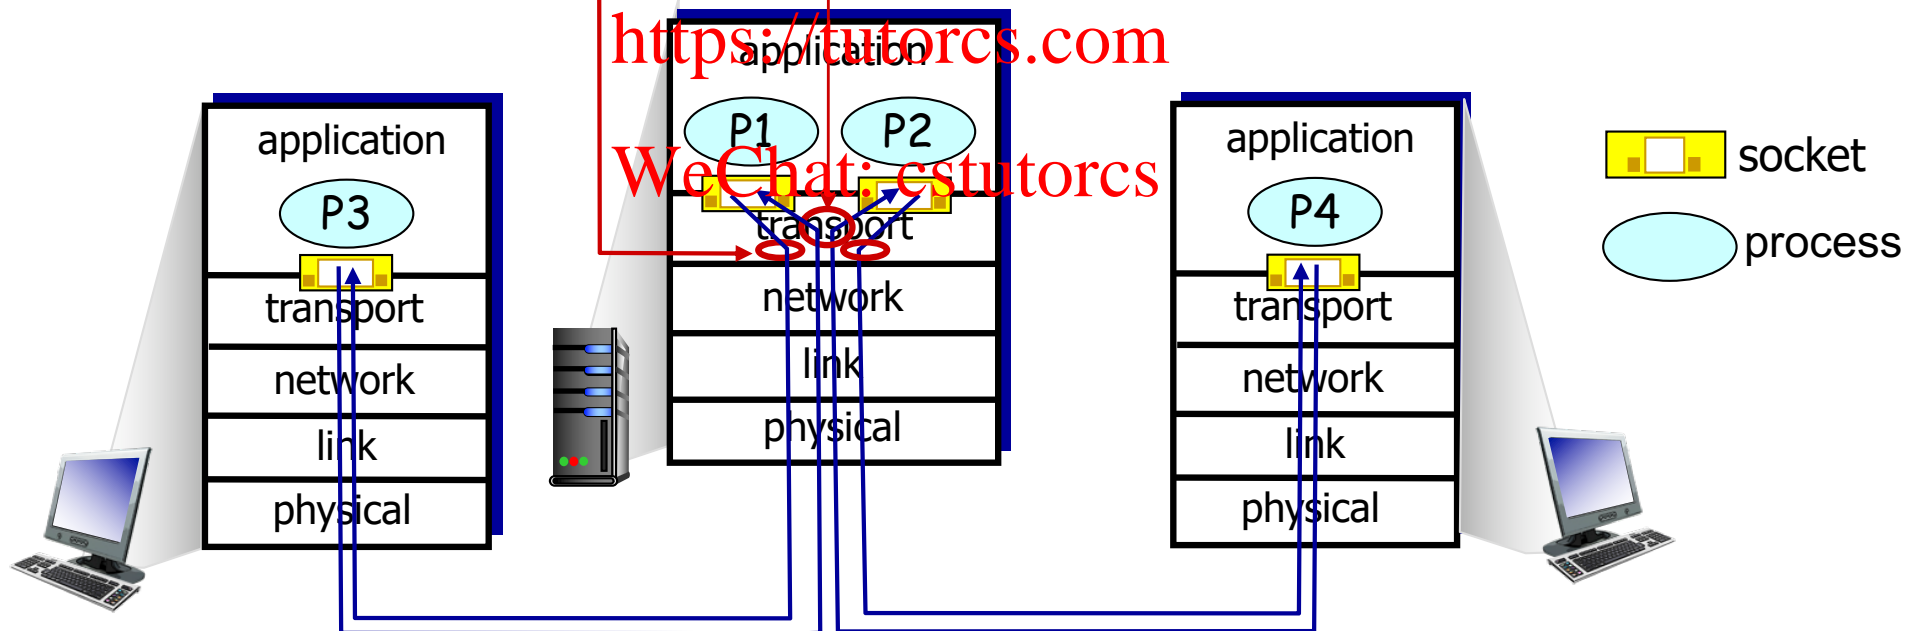 https://tutorcs.com
application
P1
P2
WeChat: cstutorcs
transport
network
link
physical
application
P3
transport
network
link
physical
application
P4
transport
network
link
physical
socket
process